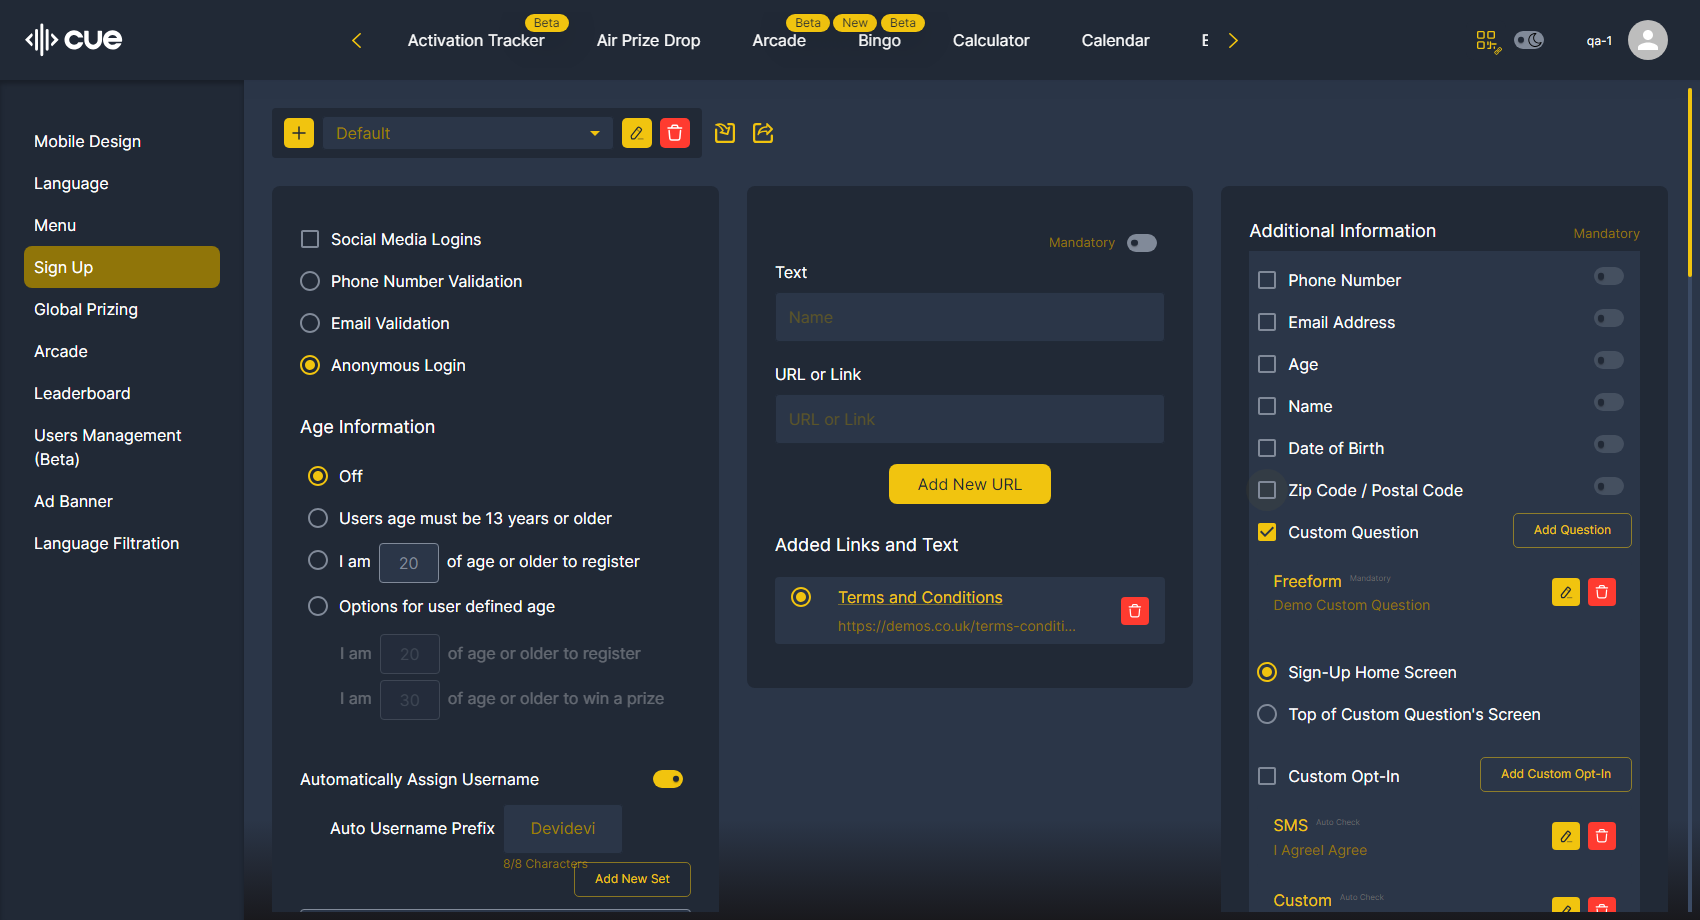 cue
Beta
Beta
New
Beta
Activation Tracker
Air Prize Drop
Arcade
Bingo
Calculator
Calendar
qa-1
Mobile Design
Language
Menu
Sign Up
Global Prizing
Arcade
Leaderboard
Users Management
(Beta)
Ad Banner
Language Filtration
Default
Social Media Logins
Phone Number Validation
Email Validation
Anonymous Login
Age Information
Off
Users age must be 13 years or older
I am 20 of age or older to register
Options for user defined age
I am 20 of age or older to register
I am 30 of age or older to win a prize
Automatically Assign Username
Auto Username Prefix Devidevi
8/8 Characters
Add New Set
Mandatory
Text
Name
URL or Link
URL or Link
Add New URL
Added Links and Text
Terms and Conditions
https://demos.co.uk/terms-conditi...
Additional Information
Mandatory
Phone Number
Email Address
Age
Name
Date of Birth
Zip Code / Postal Code
Custom Question
Add Question
Freeform Mandatory
Demo Custom Question
Sign-Up Home Screen
Top of Custom Question's Screen
Custom Opt-In
Add Custom Opt-In
SMS Auto Check
I AgreeI Agree
Custom Auto Check